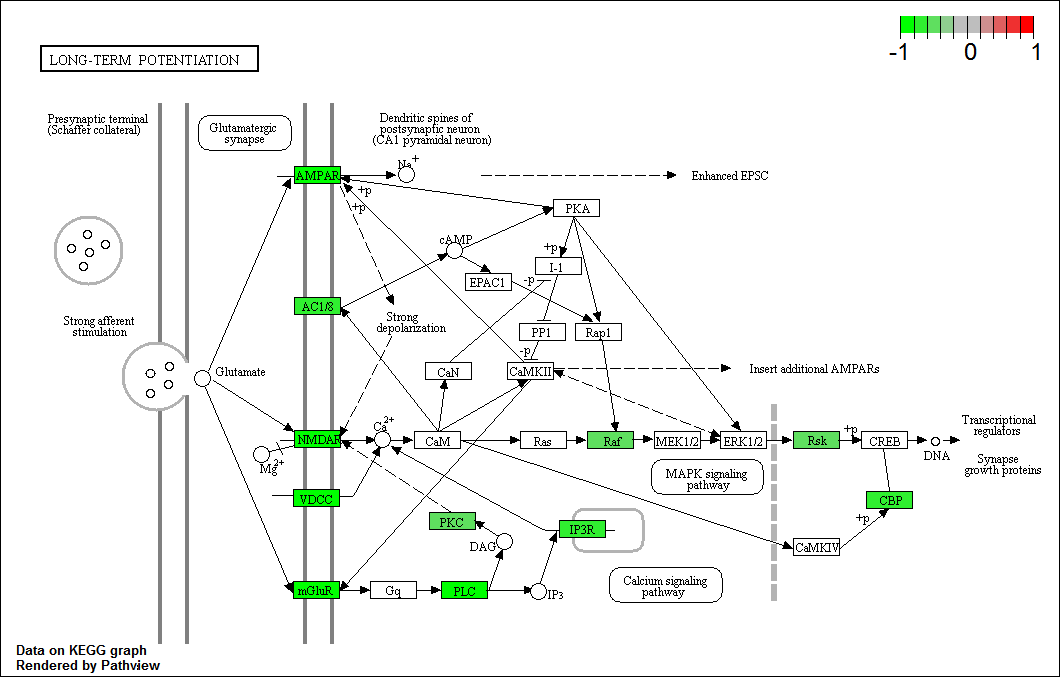 -1 0 1
LONG-TERM POTENTIATION
Presynaptic terminal
(Schaffer collateral)
Glutamatergic
synapse
Dendritic spines of
postsynaptic neuron
(CA1 pyramidal neuron)
Na+
AMPAR
+p
+p
Enhanced EPSC
PKA
cAMP
+p
I-1
EPAC1
-p
AC1/8
Strong
depolarization
Strong afferent
stimulation
PP1
Rap1
-p
Glutamate
CaN
CaMKII
Insert additional AMPARs
NMDAR
Ca2+
CaM
Ras
Raf
MEK1/2
ERK1/2
Rsk
+p
CREB
DNA
Transcriptional
regulators
Synapse
growth proteins
Mg2+
MAPK signaling
pathway
VDCC
CBP
+p
PKC
IP3R
DAG
CaMKIV
mGluR
Gq
PLC
IP3
Calcium signaling
pathway
Data on KEGG graph
Rendered by Pathview